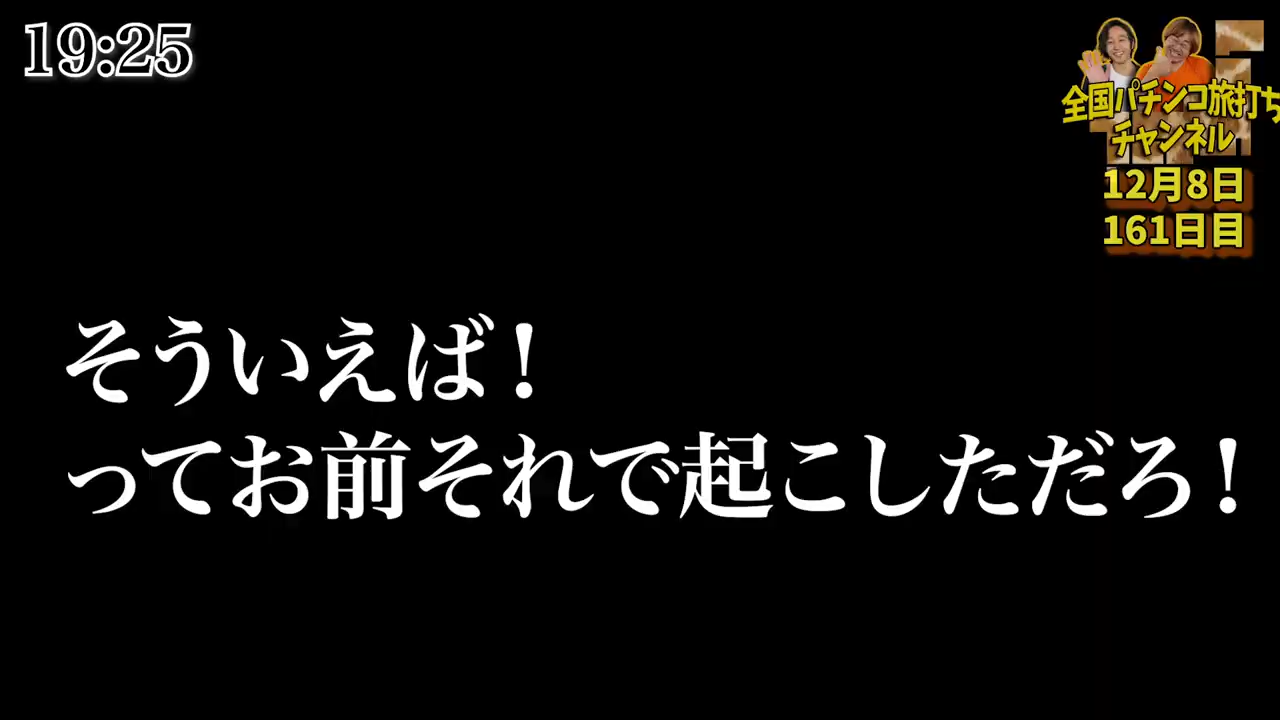 19:25
全国パチンコ旅打ち
チャンネル
12月8日
161日目
そういえば！
ってお前それで起こしただろ！